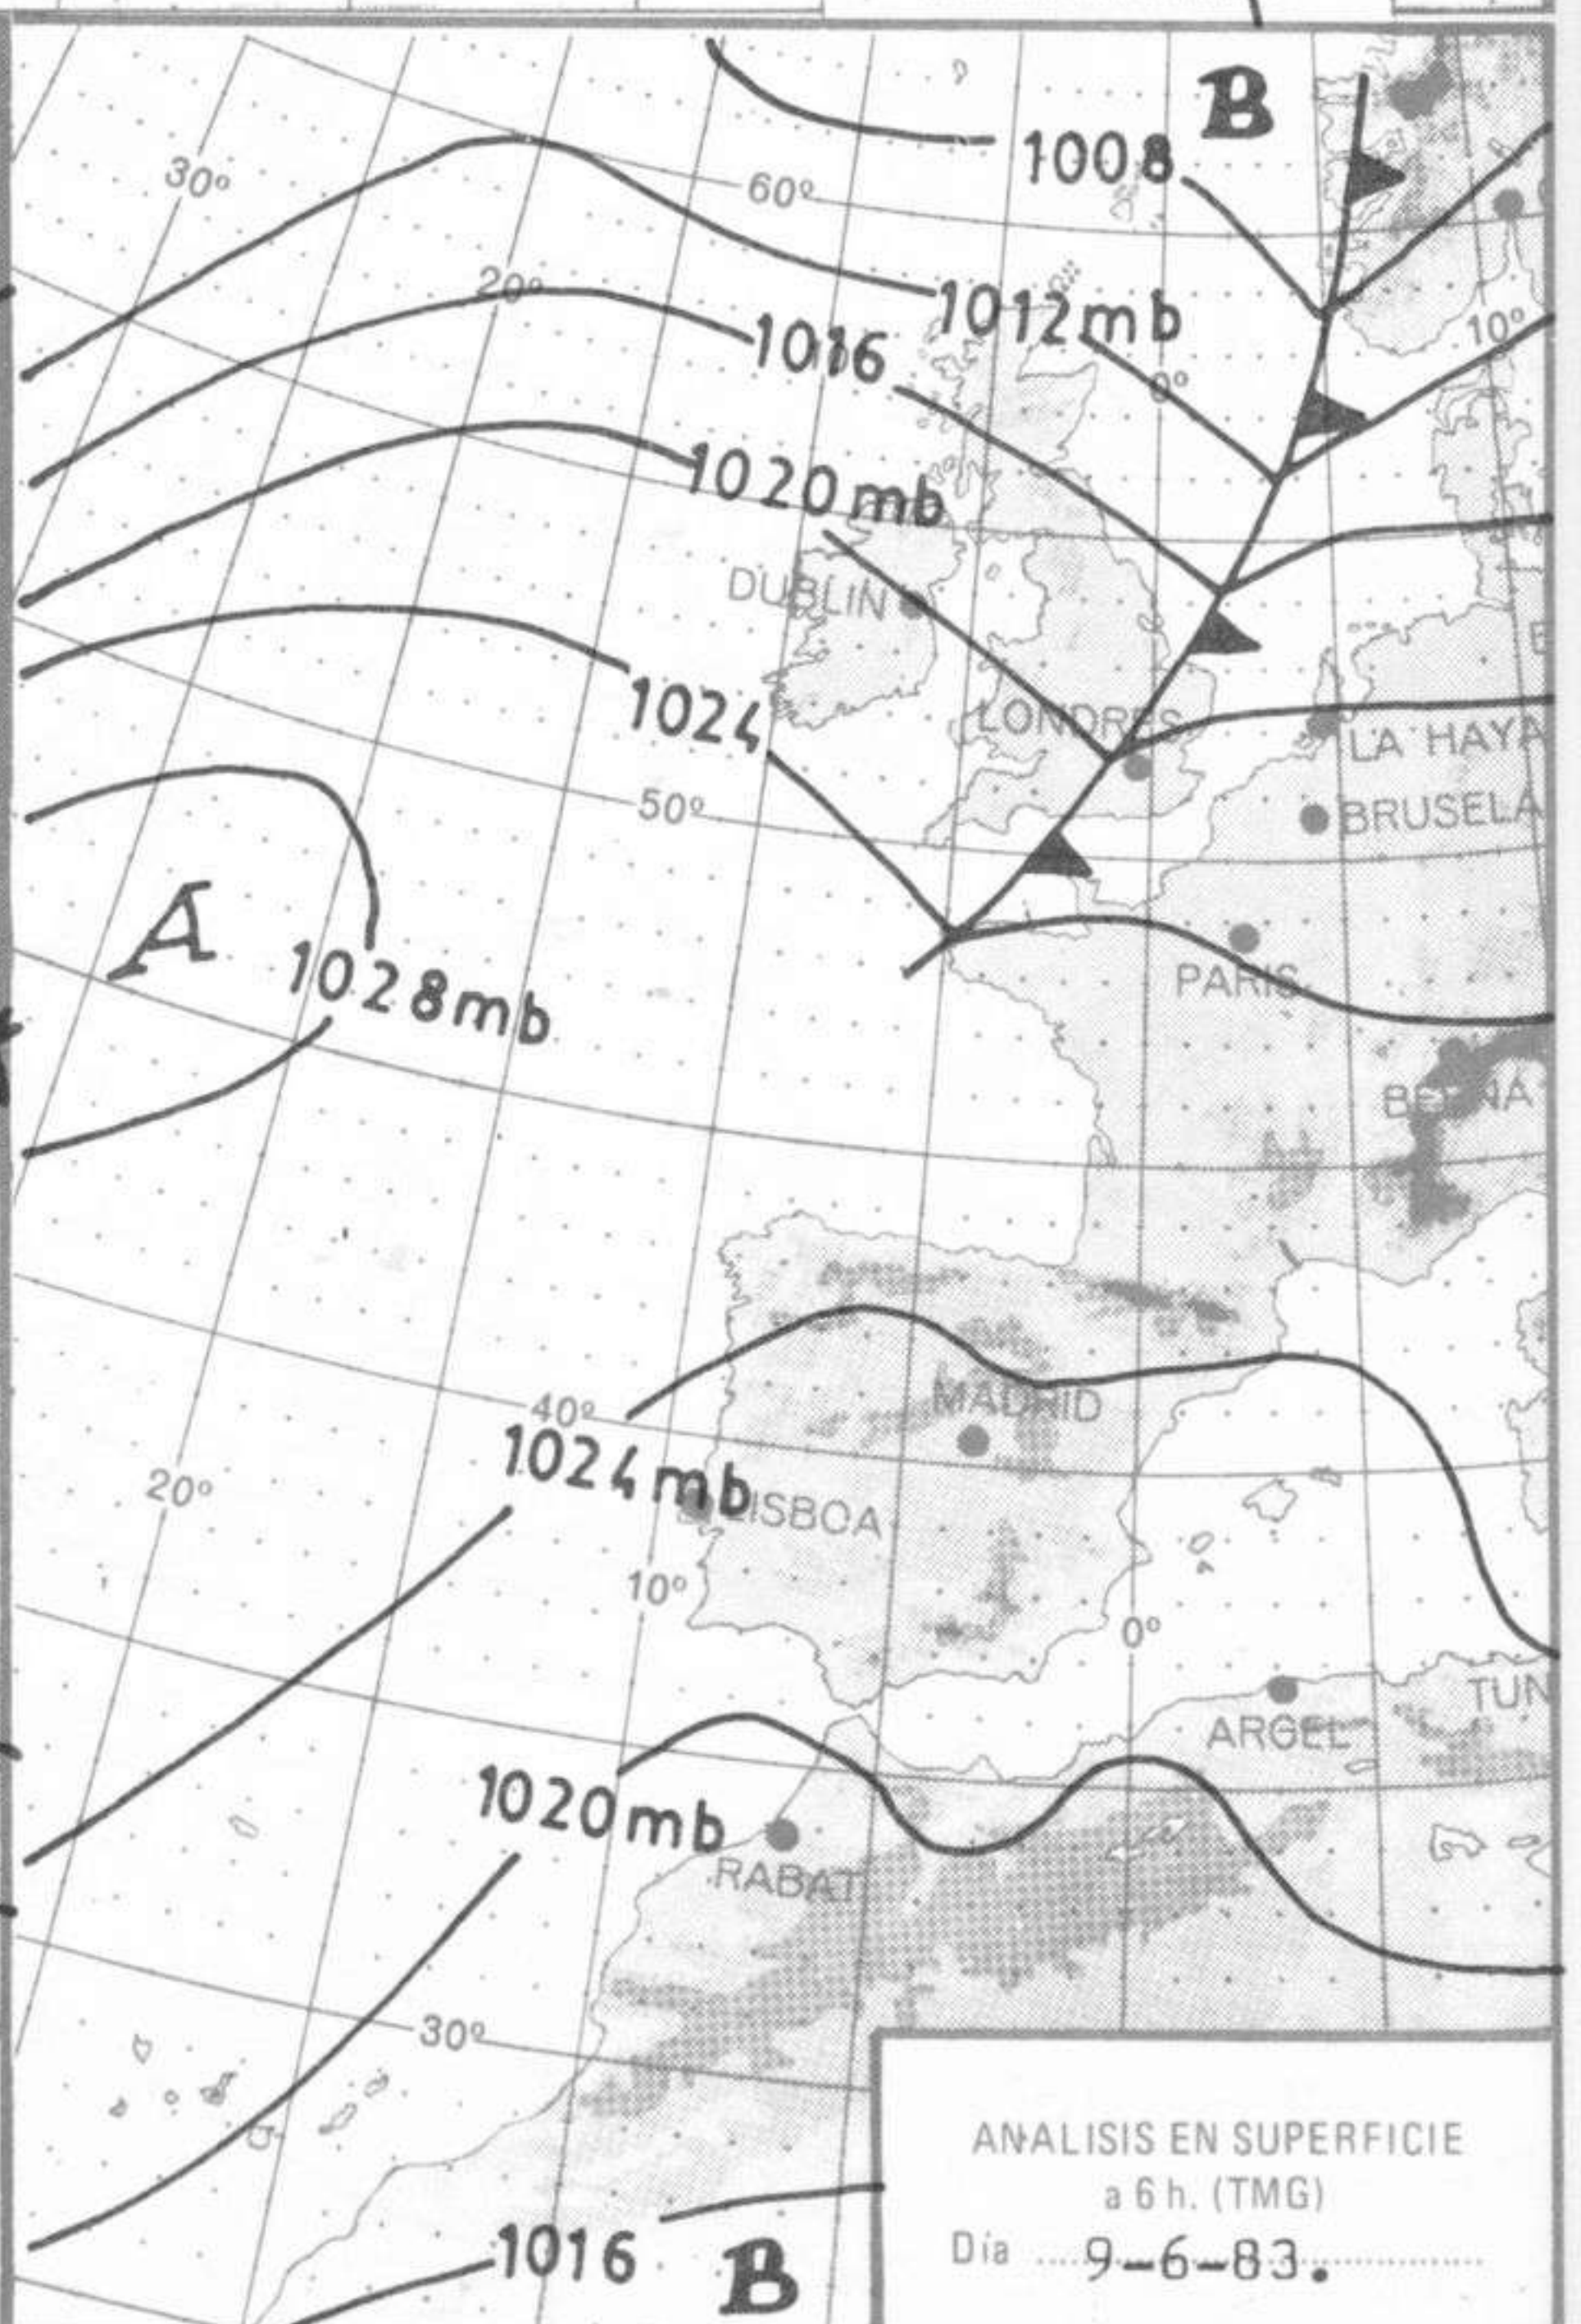 B
1008
30º
60º
20º
1012mb
1016
10º
0º
1020mb
DUBLIN
1024
LONDRES
LA HAYA
50º
BRUSELA
A
1028mb
PARIS
BERNA
40º
MADRID
1024mb
20º
LISBOA
10º
0º
TUN
ARGEL
1020mb
RABAT
30º
ANALISIS EN SUPERFICIE
a 6 h. (TMG)
Día 9-6-83.
1016
B